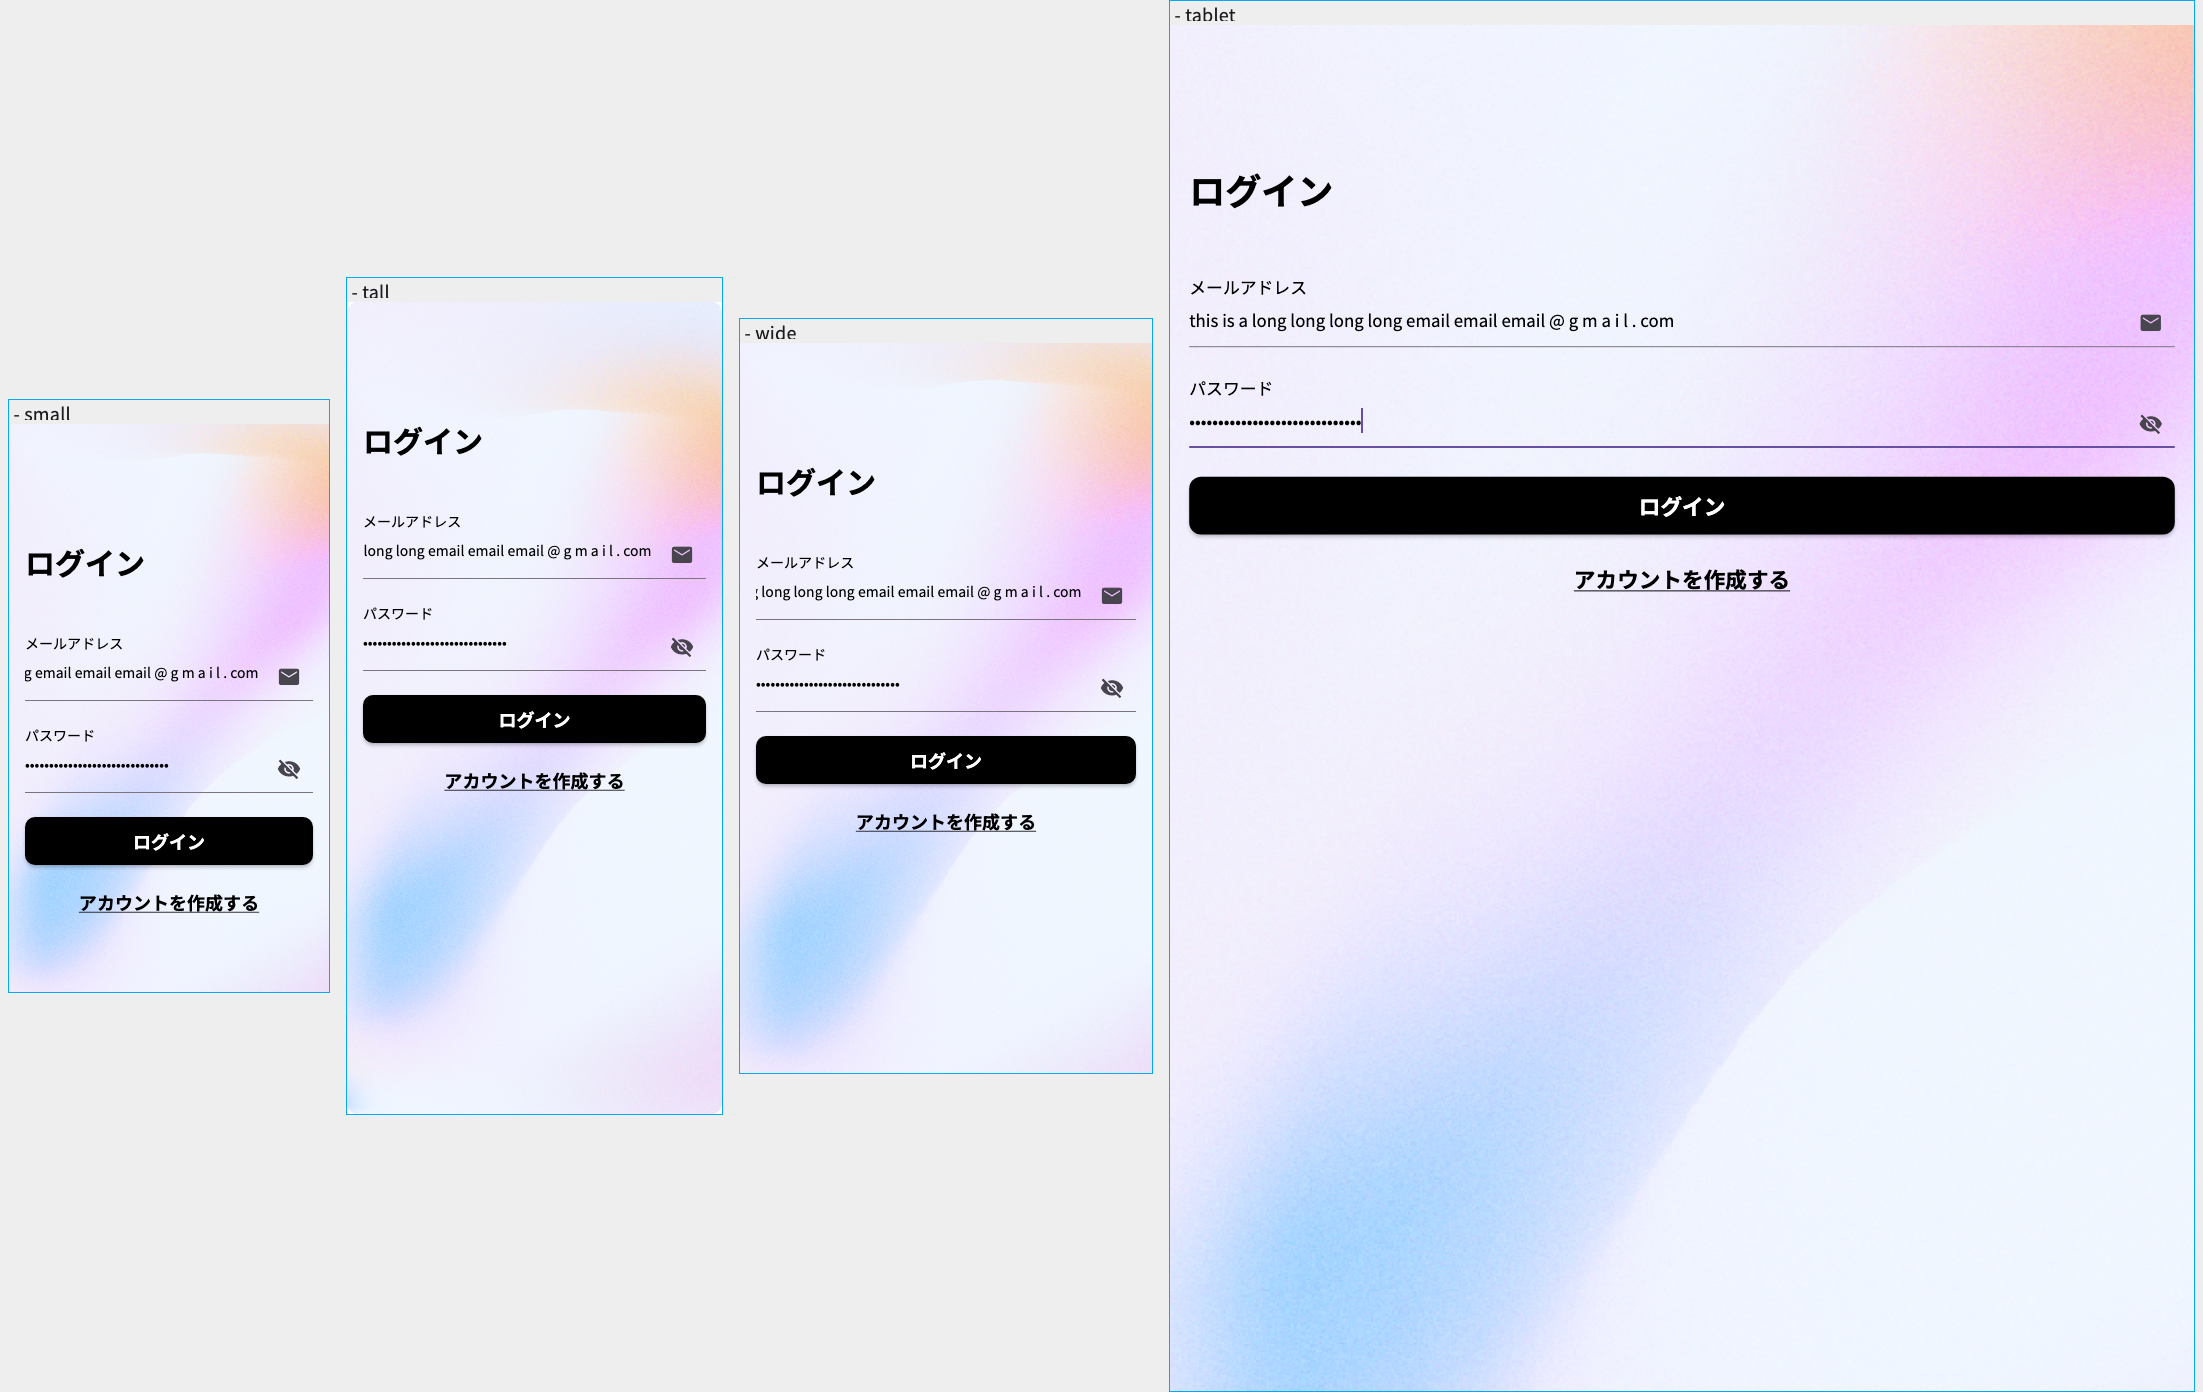 - small
ログイン
メールアドレス
g email email email @ g m a i l . com
パスワード
••••••••••••••••••••••••••••••
ログイン
アカウントを作成する
- tall
ログイン
メールアドレス
long long email email email @ g m a i l . com
パスワード
••••••••••••••••••••••••••••••
ログイン
アカウントを作成する
- wide
ログイン
メールアドレス
long long long email email email @ g m a i l . com
パスワード
••••••••••••••••••••••••••••••
ログイン
アカウントを作成する
- tablet
ログイン
メールアドレス
this is a long long long long email email email @ g m a i l . com
パスワード
••••••••••••••••••••••••••••••
ログイン
アカウントを作成する